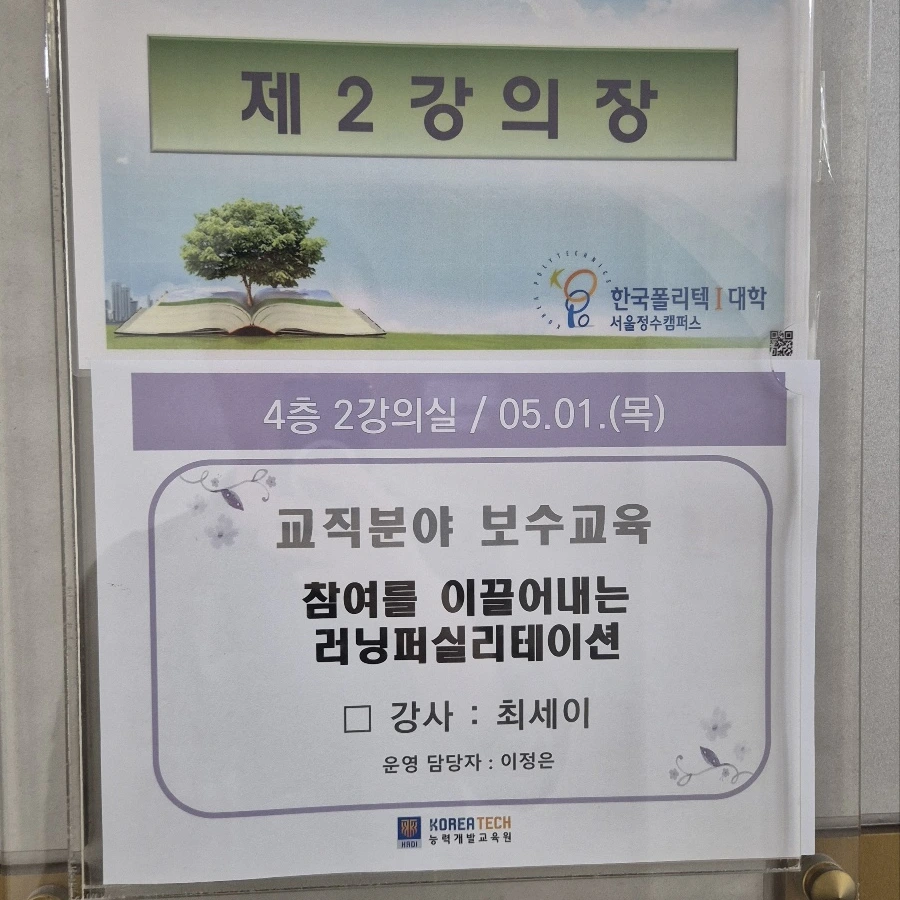 제 2 강 의 장
KOREA POLYTECHNICS
한국폴리텍 I 대학
서울정수캠퍼스
4층 2강의실 / 05.01.(목)
교직분야 보수교육
참여를 이끌어내는
러닝퍼실리테이션
□ 강사 : 최세이
운영 담당자 : 이정은
HRDI
KOREATECH
능력개발교육원